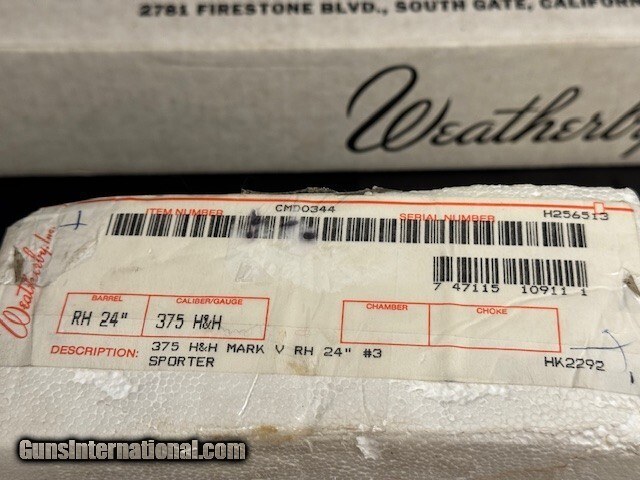 2781 FIRESTONE BLVD., SOUTH GATE, CALIFORN
Weatherby
Weatherby, Inc.
ITEM NUMBER CMD0344 SERIAL NUMBER H256513
7 47115 10911 1
BARREL CALIBER/GAUGE CHAMBER CHOKE
RH 24" 375 H&H
DESCRIPTION: 375 H&H MARK V RH 24" #3
SPORTER HK2292
GunsInternational.com